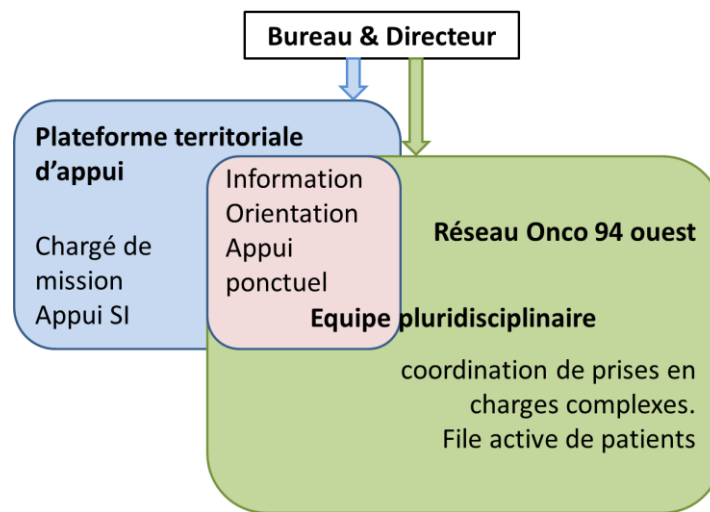 Bureau & Directeur
Plateforme territoriale
d'appui
Chargé de
mission
Appui SI
Information
Orientation
Appui
ponctuel
Réseau Onco 94 ouest
Equipe pluridisciplinaire
coordination de prises en
charges complexes.
File active de patients